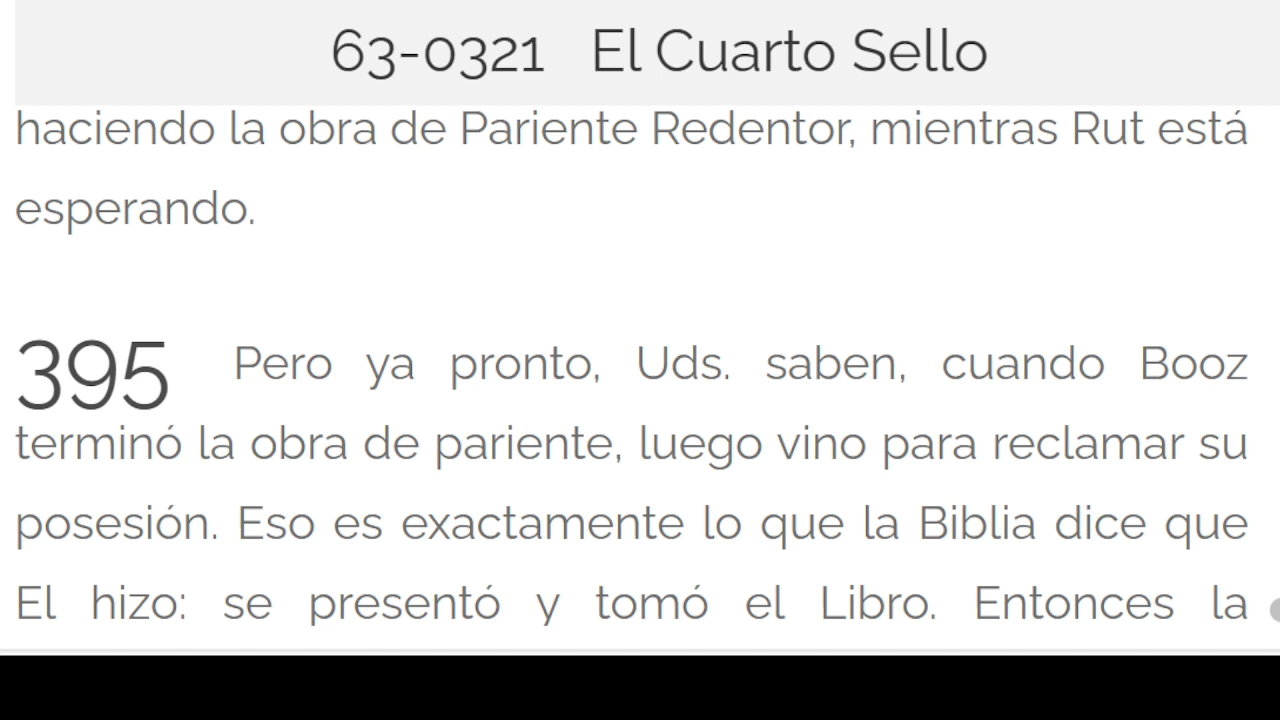 63-0321 El Cuarto Sello
haciendo la obra de Pariente Redentor, mientras Rut está
esperando.
395 Pero ya pronto, Uds. saben, cuando Booz
terminó la obra de pariente, luego vino para reclamar su
posesión. Eso es exactamente lo que la Biblia dice que
El hizo: se presentó y tomó el Libro. Entonces la